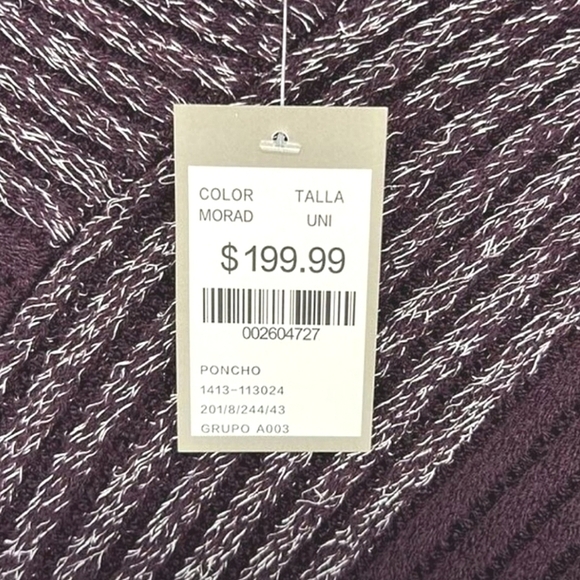 COLOR TALLA
MORAD UNI
$199.99
002604727
PONCHO
1413-113024
201/8/244/43
GRUPO A003